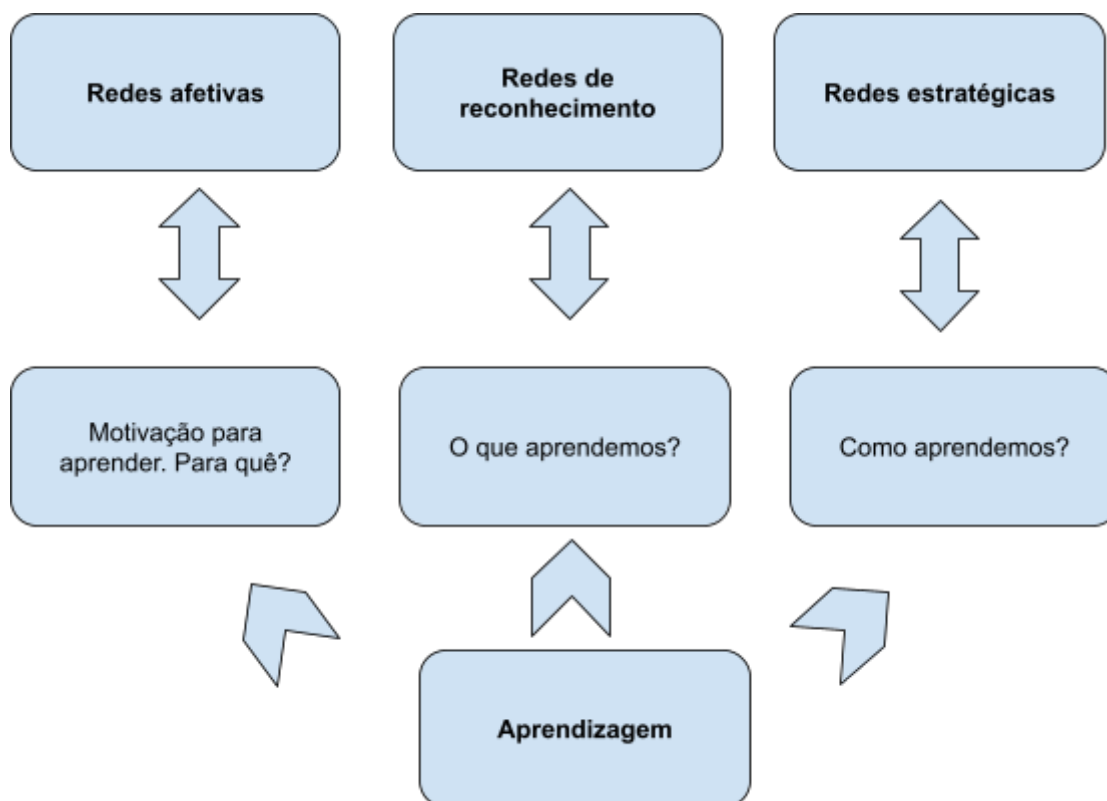 Redes afetivas
Redes de
reconhecimento
Redes estratégicas
Motivação para
aprender. Para quê?
O que aprendemos?
Como aprendemos?
Aprendizagem